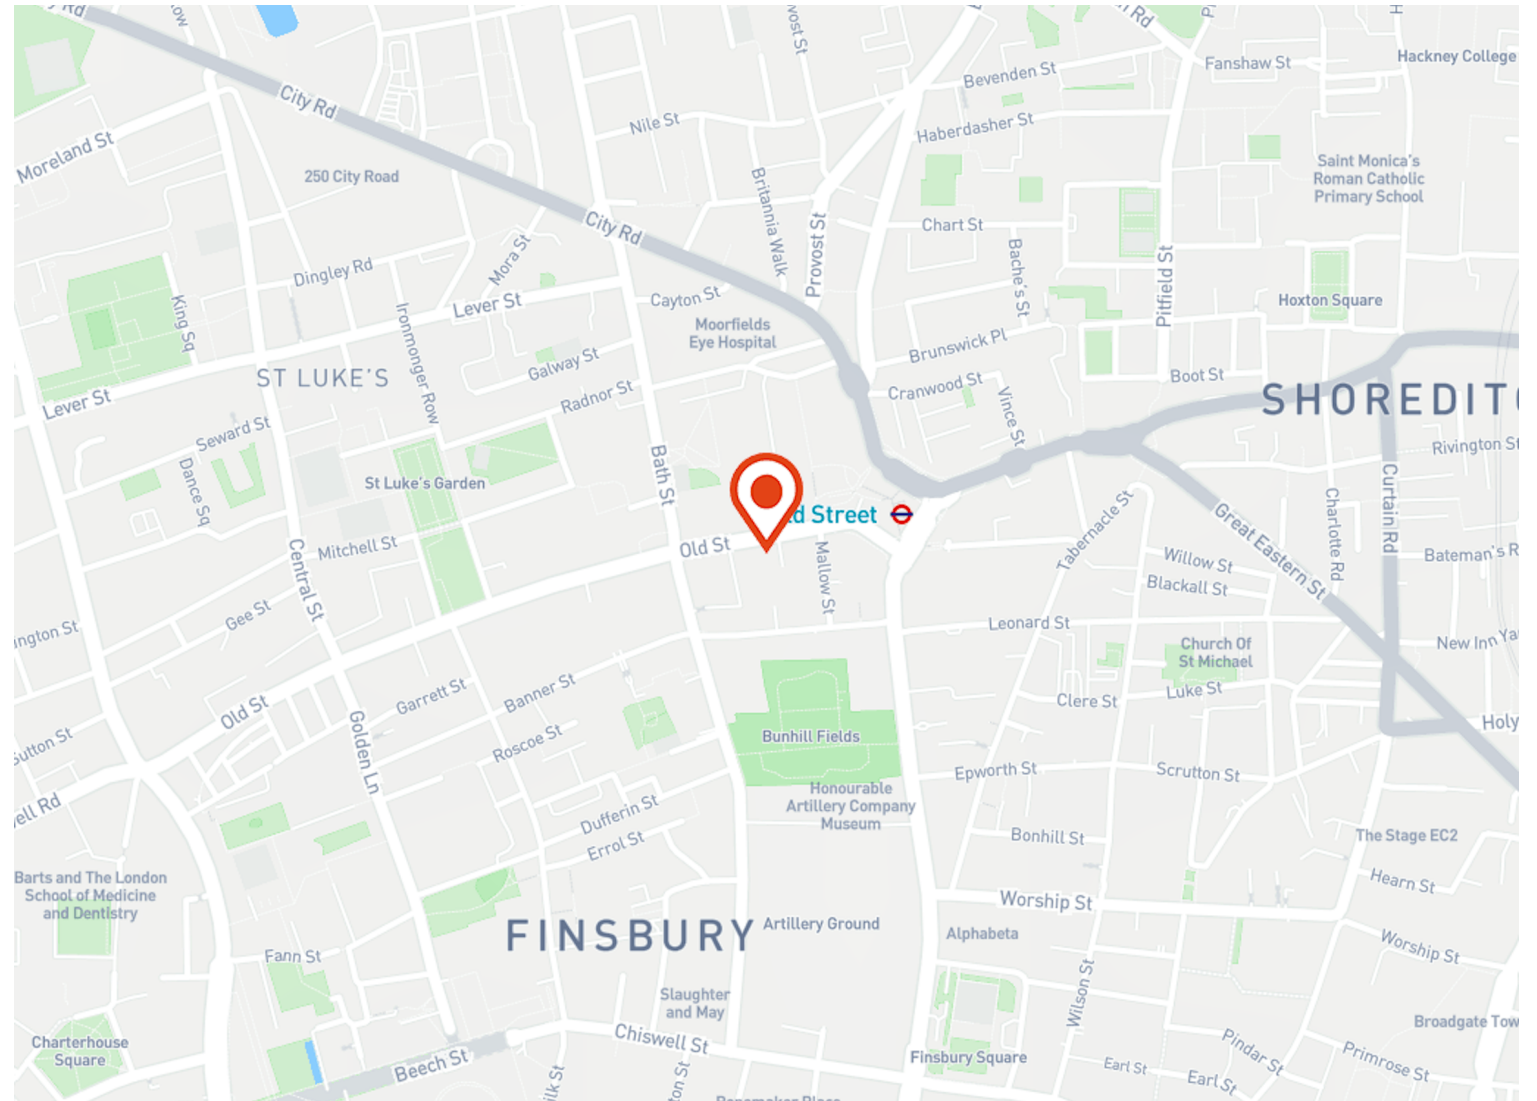 Hackney College
Fanshaw St
Bevenden St
City Rd
Nile St
Haberdasher St
Moreland St
250 City Road
Saint Monica's
Roman Catholic
Primary School
Britannia Walk
Provost St
City Rd
Chart St
Mora St
Bache's St
Pitfield St
Dingley Rd
Lever St
Cayton St
Hoxton Square
King Sq
Ironmonger Row
Moorfields
Eye Hospital
Brunswick Pl
Galway St
ST LUKE'S
Radnor St
Cranwood St
Boot St
SHOREDIT
Lever St
Vince St
Seward St
Rivington St
Bath St
Dance Sq
St Luke's Garden
Curtain Rd
Charlotte Rd
Tabernacle St
Great Eastern St
d Street
Old St
Mitchell St
Mallow St
Central St
Willow St
Blackall St
Bateman's R
Gee St
ington St
Leonard St
Church Of
St Michael
New Inn Ya
Garrett St
Banner St
Clere St
Luke St
Old St
Golden Ln
Roscoe St
Bunhill Fields
Holy
Sutton St
Epworth St
Scrutton St
Honourable
Artillery Company
Museum
ell Rd
Dufferin St
Errol St
Bonhill St
The Stage EC2
Barts and The London
School of Medicine
and Dentistry
Hearn St
Worship St
FINSBURY
Artillery Ground
Alphabeta
Worship St
Fann St
Wilson St
Slaughter
and May
Charterhouse
Square
Chiswell St
Broadgate Tow
Beech St
Finsbury Square
Pindar St
Primrose St
Earl St
Earl St
ilk St
ton St